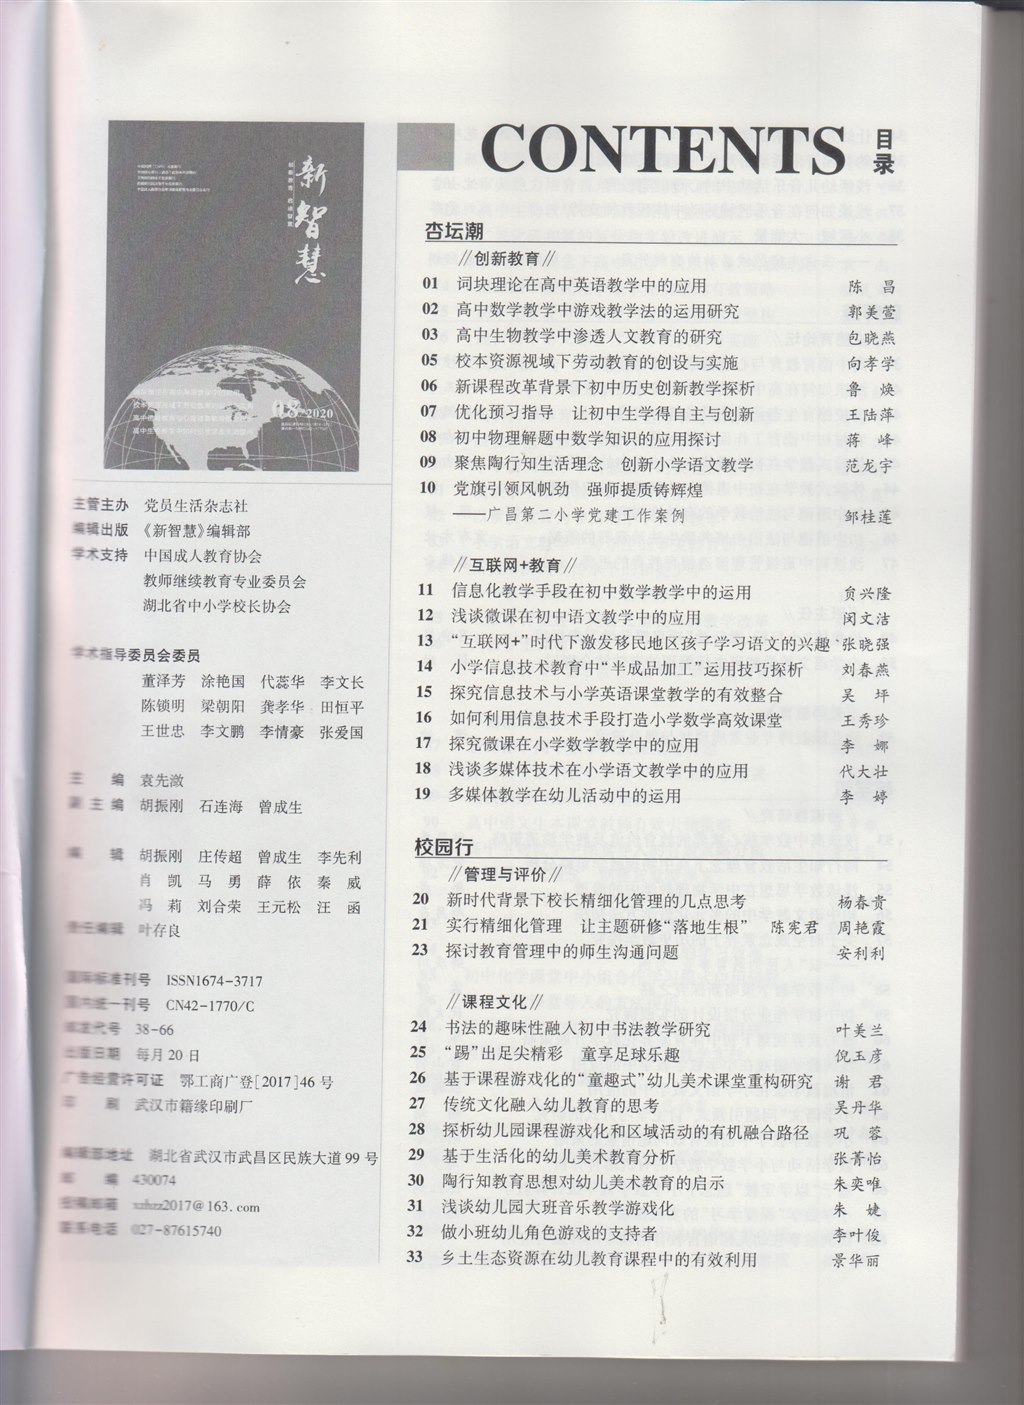 新智慧
创新教育 启迪智慧
08 2020
主管主办 党员生活杂志社
编辑出版 《新智慧》编辑部
学术支持 中国成人教育协会
教师继续教育专业委员会
湖北省中小学校长协会
学术指导委员会委员
董泽芳 涂艳国 代蕊华 李文长
陈锁明 梁朝阳 龚孝华 田恒平
王世忠 李文鹏 李情豪 张爱国
主 编 袁先潋
副主编 胡振刚 石连海 曾成生
编 辑 胡振刚 庄传超 曾成生 李先利
肖 凯 马 勇 薛 依 秦 威
冯 莉 刘合荣 王元松 汪 函
责任编辑 叶存良
国际标准刊号 ISSN1674-3717
国内统一刊号 CN42-1770/C
邮发代号 38-66
出版日期 每月20日
广告经营许可证 鄂工商广登[2017]46号
印 刷 武汉市籍缘印刷厂
编辑部地址 湖北省武汉市武昌区民族大道99号
邮 编 430074
投稿邮箱 xzhzz2017@163.com
联系电话 027-87615740
CONTENTS 目录
杏坛潮
//创新教育//
01 词块理论在高中英语教学中的应用 陈 昌
02 高中数学教学中游戏教学法的运用研究 郭美萱
03 高中生物教学中渗透人文教育的研究 包晓燕
05 校本资源视域下劳动教育的创设与实施 向孝学
06 新课程改革背景下初中历史创新教学探析 鲁 焕
07 优化预习指导 让初中生学得自主与创新 王陆萍
08 初中物理解题中数学知识的应用探讨 蒋 峰
09 聚焦陶行知生活理念 创新小学语文教学 范龙宇
10 党旗引领风帆劲 强师提质铸辉煌
——广昌第二小学党建工作案例 邹桂莲
//互联网+教育//
11 信息化教学手段在初中数学教学中的运用 贠兴隆
12 浅谈微课在初中语文教学中的应用 闵文洁
13 “互联网+”时代下激发移民地区孩子学习语文的兴趣 张晓强
14 小学信息技术教育中“半成品加工”运用技巧探析 刘春燕
15 探究信息技术与小学英语课堂教学的有效整合 吴 坪
16 如何利用信息技术手段打造小学数学高效课堂 王秀珍
17 探究微课在小学数学教学中的应用 李 娜
18 浅谈多媒体技术在小学语文教学中的应用 代大壮
19 多媒体教学在幼儿活动中的运用 李 婷
校园行
//管理与评价//
20 新时代背景下校长精细化管理的几点思考 杨春贵
21 实行精细化管理 让主题研修“落地生根” 陈宪君 周艳霞
23 探讨教育管理中的师生沟通问题 安利利
//课程文化//
24 书法的趣味性融入初中书法教学研究 叶美兰
25 “踢”出足尖精彩 童享足球乐趣 倪玉彦
26 基于课程游戏化的“童趣式”幼儿美术课堂重构研究 谢 君
27 传统文化融入幼儿教育的思考 吴丹华
28 探析幼儿园课程游戏化和区域活动的有机融合路径 巩 蓉
29 基于生活化的幼儿美术教育分析 张菁怡
30 陶行知教育思想对幼儿美术教育的启示 朱奕唯
31 浅谈幼儿园大班音乐教学游戏化 朱 婕
32 做小班幼儿角色游戏的支持者 李叶俊
33 乡土生态资源在幼儿教育课程中的有效利用 景华丽